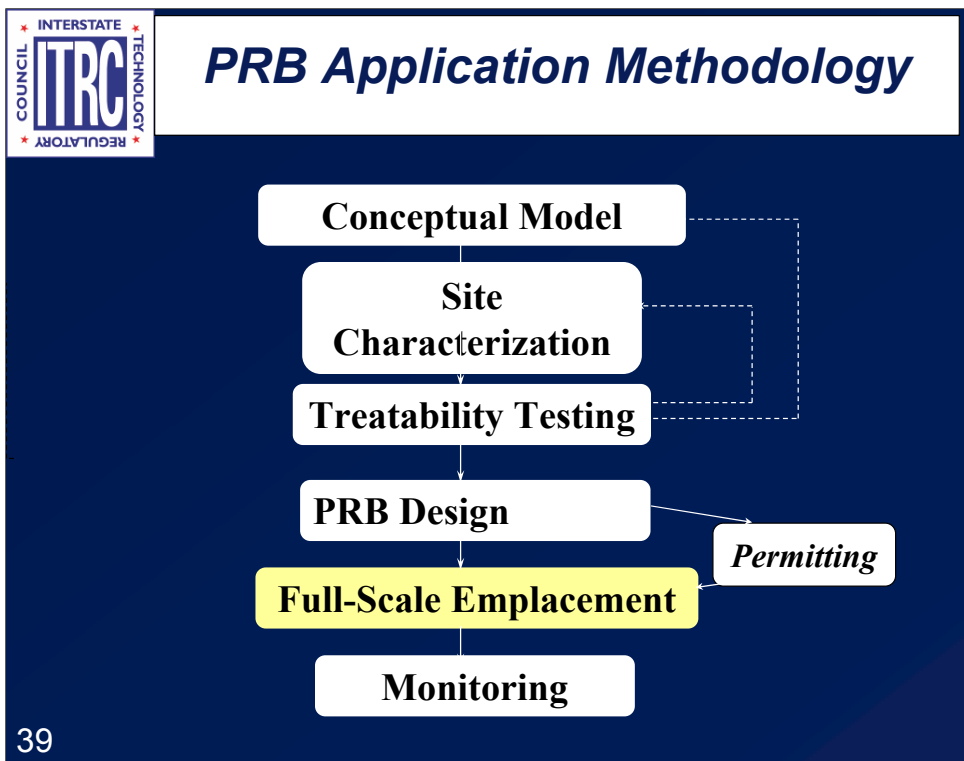 INTERSTATE
TECHNOLOGY
REGULATORY
COUNCIL
ITRC
PRB Application Methodology
Conceptual Model
Site
Characterization
Treatability Testing
PRB Design
Permitting
Full-Scale Emplacement
Monitoring
39